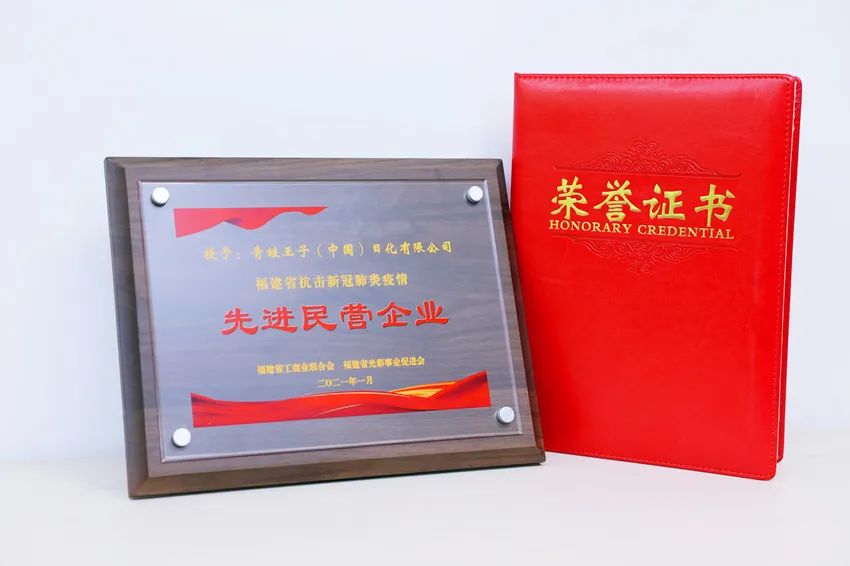 授予：青蛙王子（中国）日化有限公司
福建省抗击新冠肺炎疫情
先进民营企业
福建省工商业联合会 福建省光彩事业促进会
二〇二一年一月
荣誉证书
HONORARY CREDENTIAL